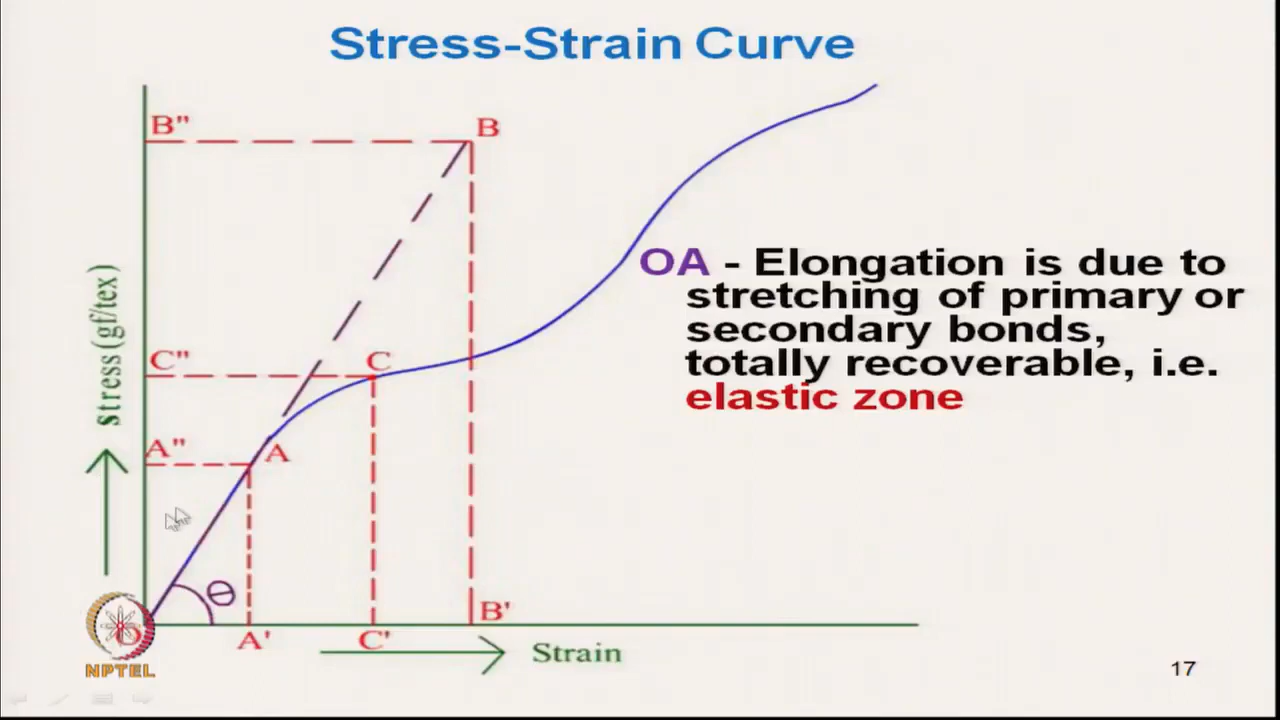 Stress-Strain Curve
B" B
OA - Elongation is due to
stretching of primary or
secondary bonds,
totally recoverable, i.e.
elastic zone
stress(gf/tex)
C" C
A" A
Θ
O
A' C' B'
Strain
NPTEL
17